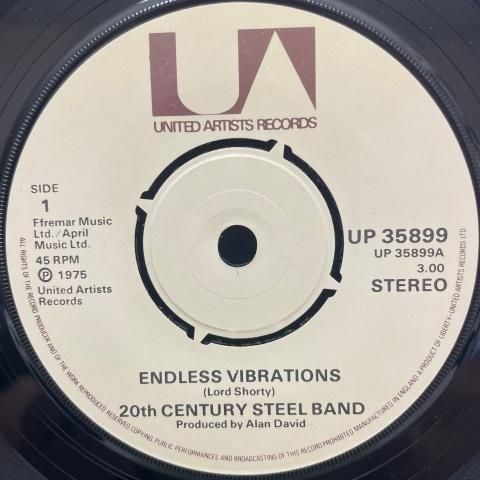 UA
UNITED ARTISTS RECORDS
SIDE
1
Ffremar Music
Ltd./April
Music Ltd.
45 RPM
Ⓟ 1975
United Artists
Records
UP 35899
UP 35899A
3.00
STEREO
ENDLESS VIBRATIONS
(Lord Shorty)
20th CENTURY STEEL BAND
Produced by Alan David
ALL RIGHTS OF THE RECORD PRODUCER AND OF THE OWNER OF THE WORK REPRODUCED RESERVED COPYING PUBLIC PERFORMANCES AND BROADCASTING OF THIS RECORD PROHIBITED MANUFACTURED IN ENGLAND A PRODUCT OF LIBERTY-UNITED ARTISTS RECORDS LTD.